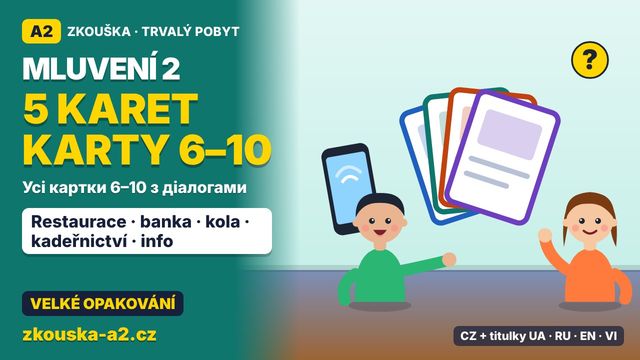 A2 ZKOUŠKA · TRVALÝ POBYT
MLUVENÍ 2
5 KARET
KARTY 6–10
Усі картки 6–10 з діалогами
Restaurace · banka · kola ·
kadeřnictví · info
VELKÉ OPAKOVÁNÍ
zkouska-a2.cz
?
CZ + titulky UA · RU · EN · VI